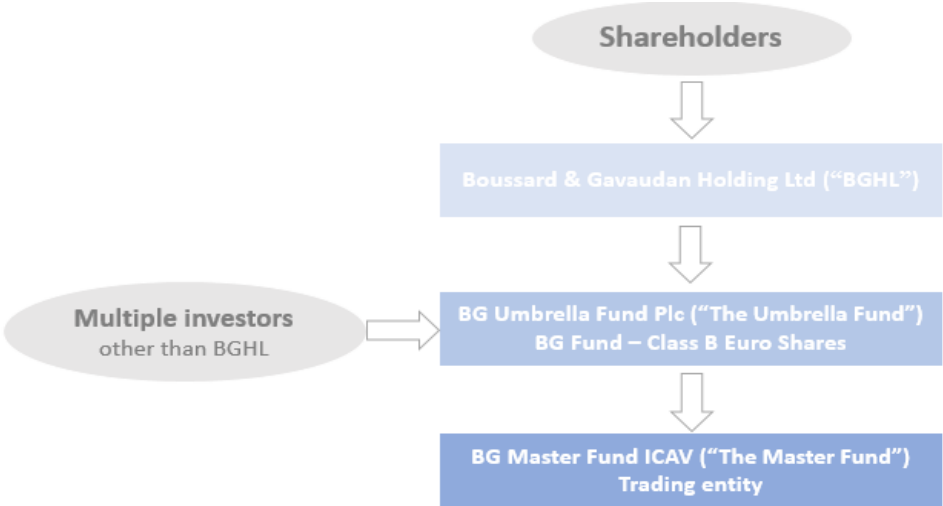 Shareholders
Boussard & Gavaudan Holding Ltd (“BGHL”)
Multiple investors
other than BGHL
BG Umbrella Fund Plc (“The Umbrella Fund”)
BG Fund – Class B Euro Shares
BG Master Fund ICAV (“The Master Fund”)
Trading entity